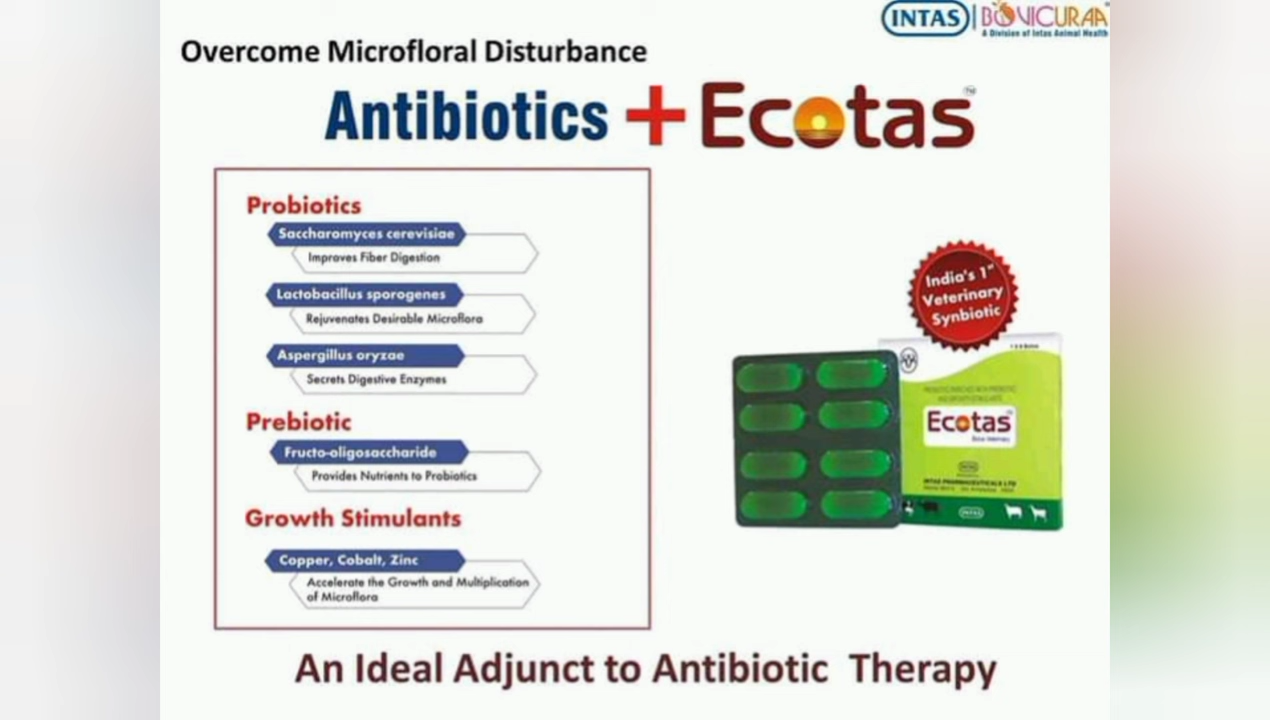 INTAS
BOVICURAA
A Division of Intas Animal Health
Overcome Microfloral Disturbance
Antibiotics + Ecotas
TM
Probiotics
Saccharomyces cerevisiae
Improves Fiber Digestion
Lactobacillus sporogenes
Rejuvenates Desirable Microflora
Aspergillus oryzae
Secrets Digestive Enzymes
Prebiotic
Fructo-oligosaccharide
Provides Nutrients to Probiotics
Growth Stimulants
Copper, Cobalt, Zinc
Accelerate the Growth and Multiplication
of Microflora
India's 1st
Veterinary
Synbiotic
Ecotas
INTAS PHARMACEUTICALS LTD
INTAS
An Ideal Adjunct to Antibiotic Therapy